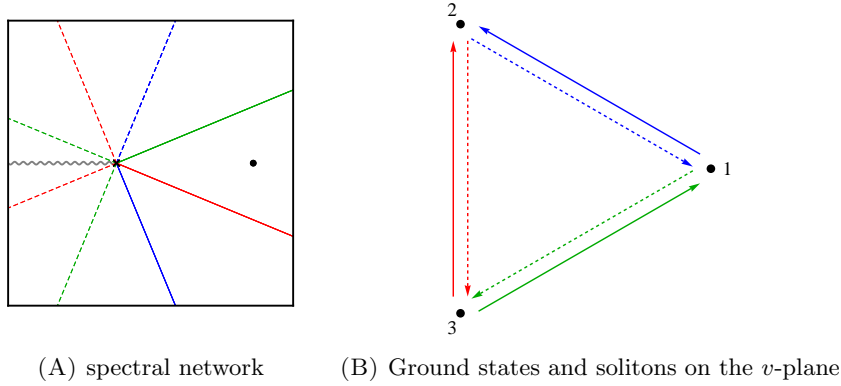 2
1
3
(A) spectral network
(B) Ground states and solitons on the v-plane